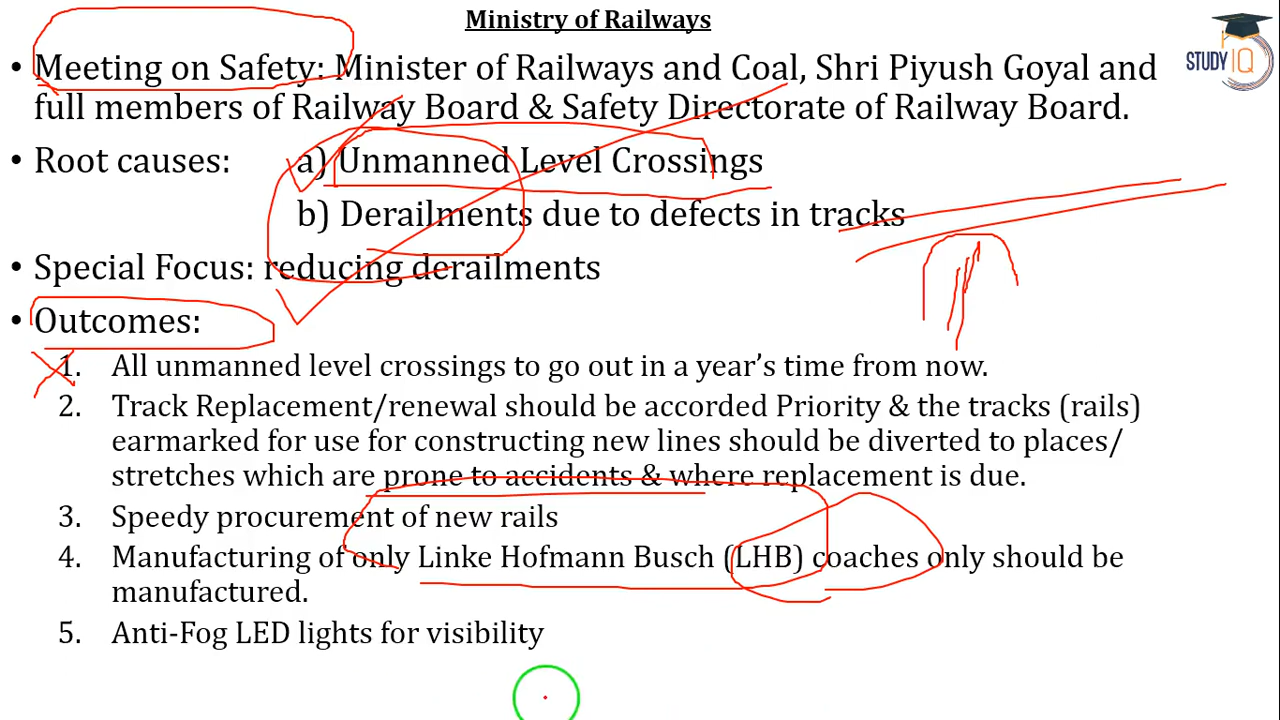 Ministry of Railways
STUDY IQ
• Meeting on Safety: Minister of Railways and Coal, Shri Piyush Goyal and
full members of Railway Board & Safety Directorate of Railway Board.
• Root causes: a) Unmanned Level Crossings
b) Derailments due to defects in tracks
• Special Focus: reducing derailments
• Outcomes:
1. All unmanned level crossings to go out in a year’s time from now.
2. Track Replacement/renewal should be accorded Priority & the tracks (rails)
earmarked for use for constructing new lines should be diverted to places/
stretches which are prone to accidents & where replacement is due.
3. Speedy procurement of new rails
4. Manufacturing of only Linke Hofmann Busch (LHB) coaches only should be
manufactured.
5. Anti-Fog LED lights for visibility